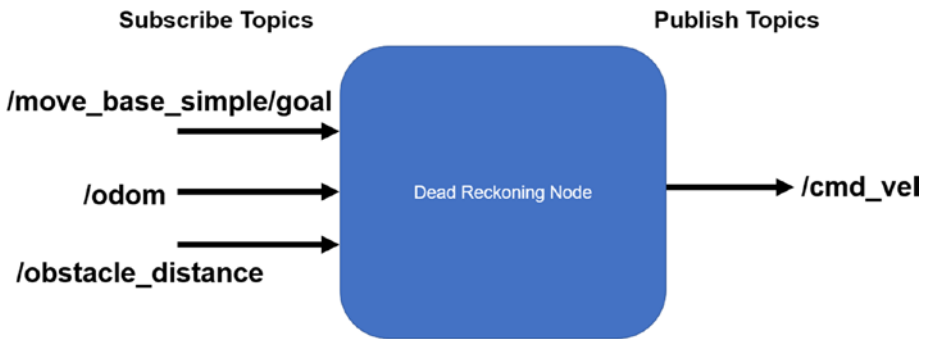 Subscribe Topics
Publish Topics
/move_base_simple/goal
/odom
Dead Reckoning Node
/cmd_vel
/obstacle_distance